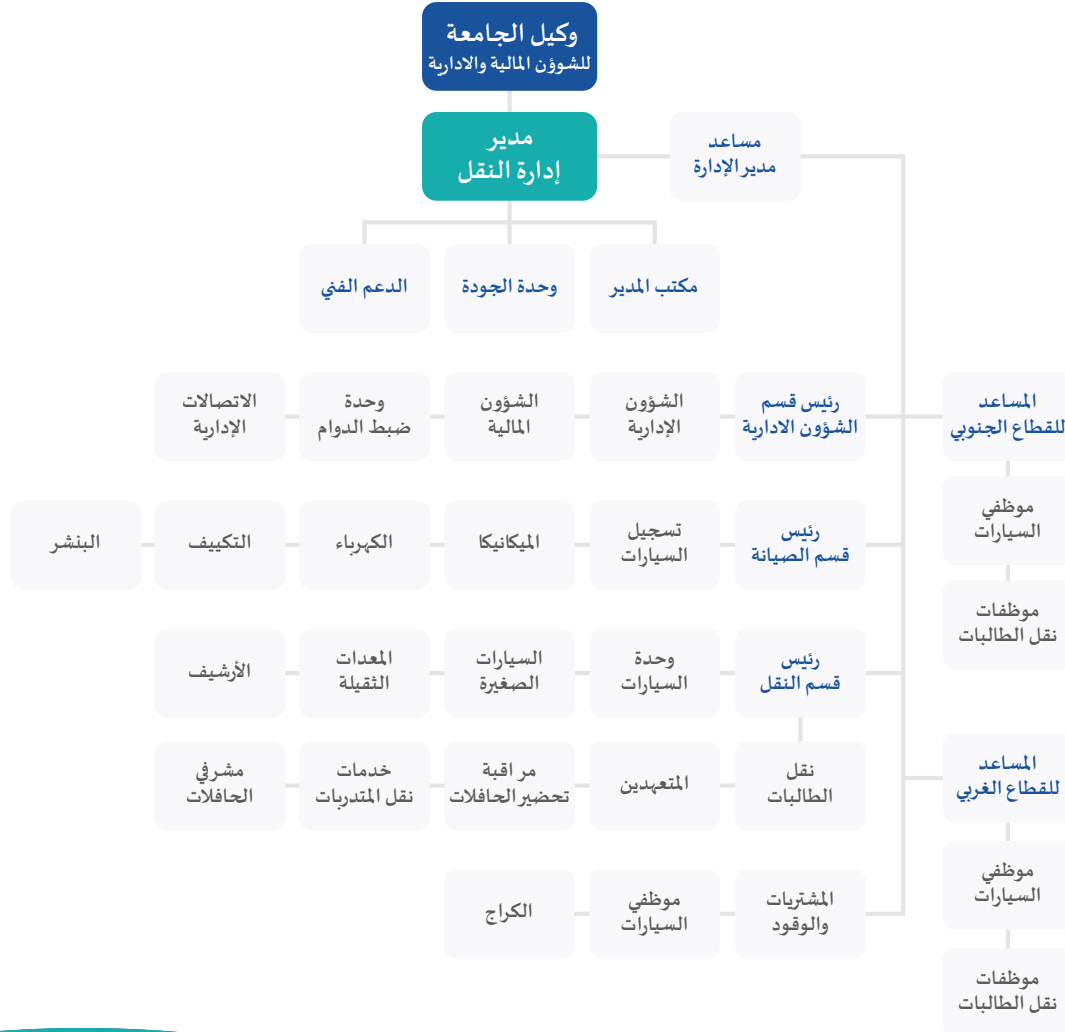 وكيل الجامعة
للشوؤن المالية والادارية
مدير
إدارة النقل
مساعد
مدير الإدارة
مكتب المدير
وحدة الجودة
الدعم الفني
المساعد
للقطاع الجنوبي
رئيس قسم
الشؤون الادارية
الشؤون
الإدارية
الشؤون
المالية
وحدة
ضبط الدوام
الاتصالات
الإدارية
موظفي
السيارات
رئيس
قسم الصيانة
تسجيل
السيارات
الميكانيكا
الكهرباء
التكييف
البنشر
موظفات
نقل الطالبات
رئيس
قسم النقل
وحدة
السيارات
السيارات
الصغيرة
المعدات
الثقيلة
الأرشيف
المساعد
للقطاع الغربي
نقل
الطالبات
المتعهدين
مراقبة
تحضير الحافلات
خدمات
نقل المتدربات
مشرفي
الحافلات
موظفي
السيارات
المشتريات
والوقود
موظفي
السيارات
الكراج
موظفات
نقل الطالبات